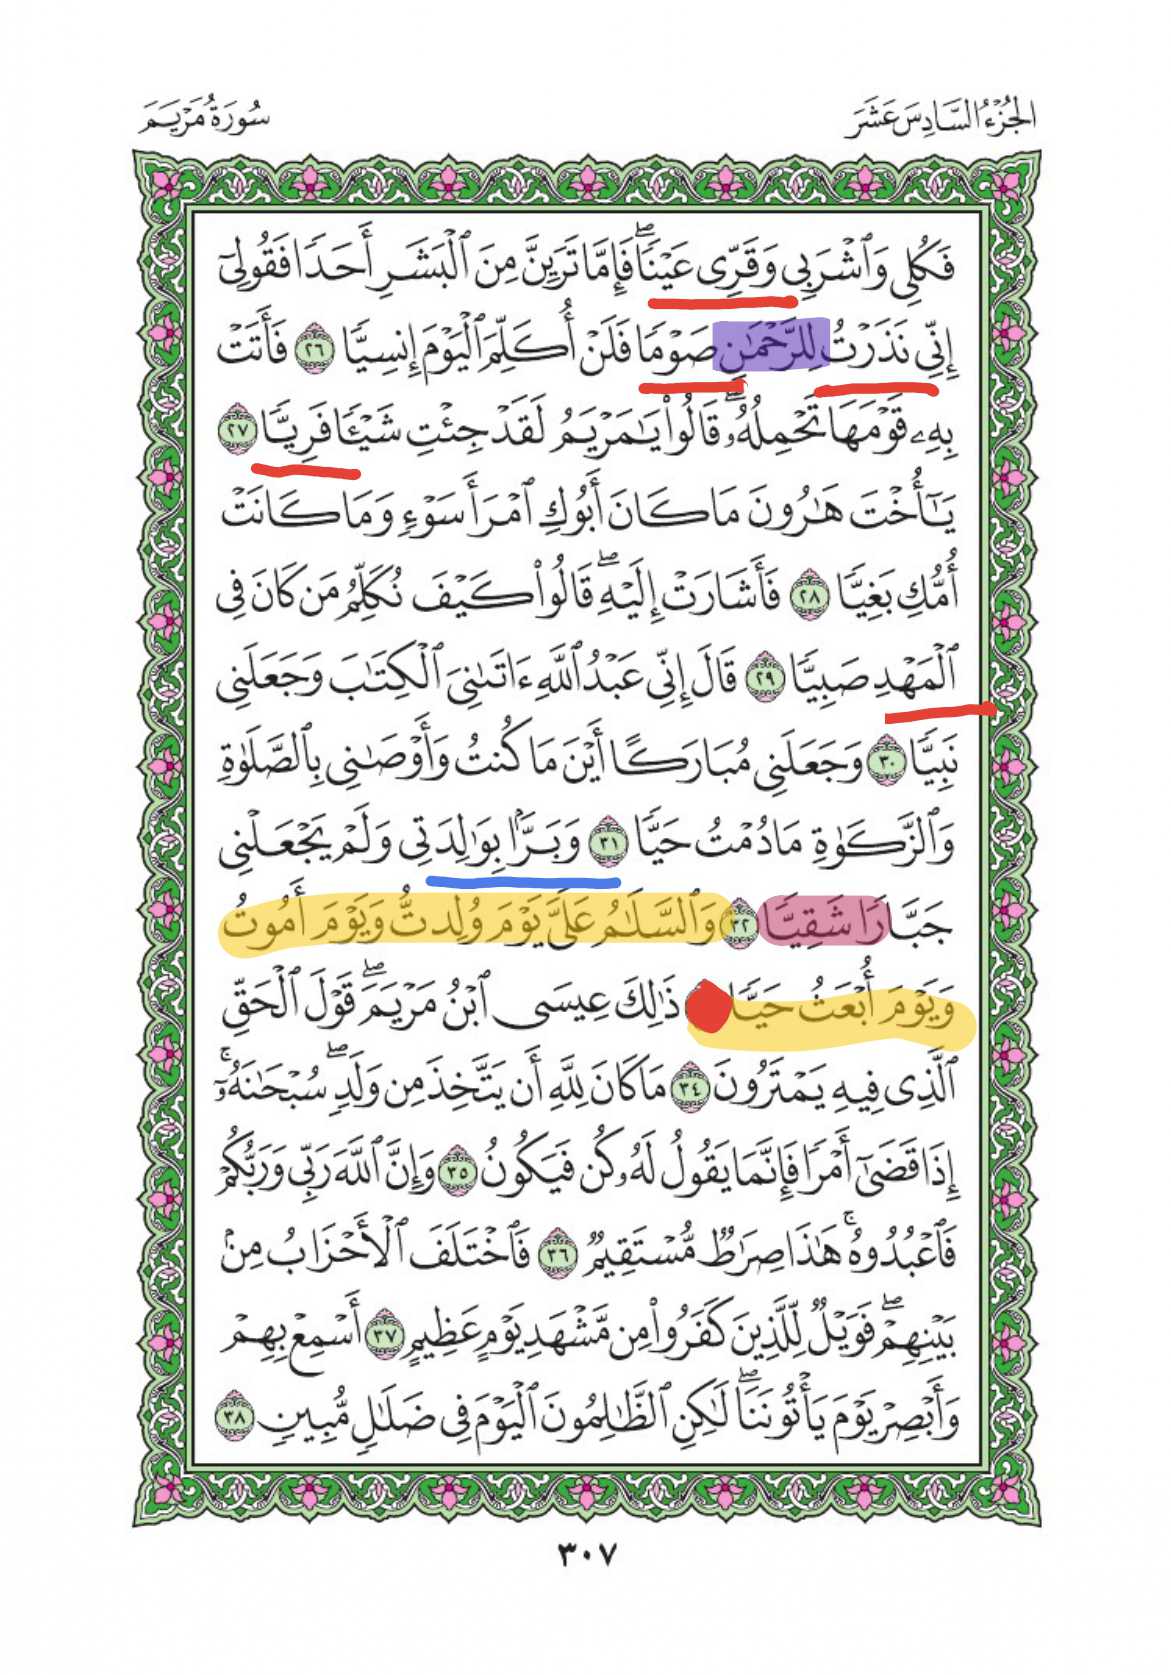 الجُزْءُ السَّادِسَ عَشَرَ
سُورَةُ مَرْيَمَ
فَكُلِي وَٱشْرَبِي وَقَرِّي عَيْنٗاۖ فَإِمَّا تَرَيِنَّ مِنَ ٱلْبَشَرِ أَحَدٗا فَقُولِيٓ
إِنِّي نَذَرْتُ لِلرَّحْمَٰنِ صَوْمٗا فَلَنْ أُكَلِّمَ ٱلْيَوْمَ إِنسِيّٗا ٢٦ فَأَتَتْ
بِهِۦ قَوْمَهَا تَحْمِلُهُۥۖ قَالُوا۟ يَٰمَرْيَمُ لَقَدْ جِئْتِ شَيْـٔٗا فَرِيّٗا ٢٧
يَٰٓأُخْتَ هَٰرُونَ مَا كَانَ أَبُوكِ ٱمْرَأَ سَوْءٖ وَمَا كَانَتْ
أُمُّكِ بَغِيّٗا ٢٨ فَأَشَارَتْ إِلَيْهِۖ قَالُوا۟ كَيْفَ نُكَلِّمُ مَن كَانَ فِي
ٱلْمَهْدِ صَبِيّٗا ٢٩ قَالَ إِنِّي عَبْدُ ٱللَّهِ ءَاتَىٰنِيَ ٱلْكِتَٰبَ وَجَعَلَنِي
نَبِيّٗا ٣٠ وَجَعَلَنِي مُبَارَكًا أَيْنَ مَا كُنتُ وَأَوْصَٰنِي بِٱلصَّلَوٰةِ
وَٱلزَّكَوٰةِ مَا دُمْتُ حَيّٗا ٣١ وَبَرَّۢا بِوَٰلِدَتِي وَلَمْ يَجْعَلْنِي
جَبَّارٗا شَقِيّٗا ٣٢ وَٱلسَّلَٰمُ عَلَيَّ يَوْمَ وُلِدتُّ وَيَوْمَ أَمُوتُ
وَيَوْمَ أُبْعَثُ حَيّٗا ذَٰلِكَ عِيسَى ٱبْنُ مَرْيَمَۖ قَوْلَ ٱلْحَقِّ
ٱلَّذِي فِيهِ يَمْتَرُونَ ٣٤ مَا كَانَ لِلَّهِ أَن يَتَّخِذَ مِن وَلَدٖۖ سُبْحَٰنَهُۥٓۚ
إِذَا قَضَىٰٓ أَمْرٗا فَإِنَّمَا يَقُولُ لَهُۥ كُن فَيَكُونُ ٣٥ وَإِنَّ ٱللَّهَ رَبِّي وَرَبُّكُمْ
فَٱعْبُدُوهُۚ هَٰذَا صِرَٰطٞ مُّسْتَقِيمٞ ٣٦ فَٱخْتَلَفَ ٱلْأَحْزَابُ مِنۢ
بَيْنِهِمْۖ فَوَيْلٞ لِّلَّذِينَ كَفَرُوا۟ مِن مَّشْهَدِ يَوْمٍ عَظِيمٍ ٣٧ أَسْمِعْ بِهِمْ
وَأَبْصِرْ يَوْمَ يَأْتُونَنَاۖ لَٰكِنِ ٱلظَّٰلِمُونَ ٱلْيَوْمَ فِي ضَلَٰلٖ مُّبِينٖ ٣٨
٣٠٧